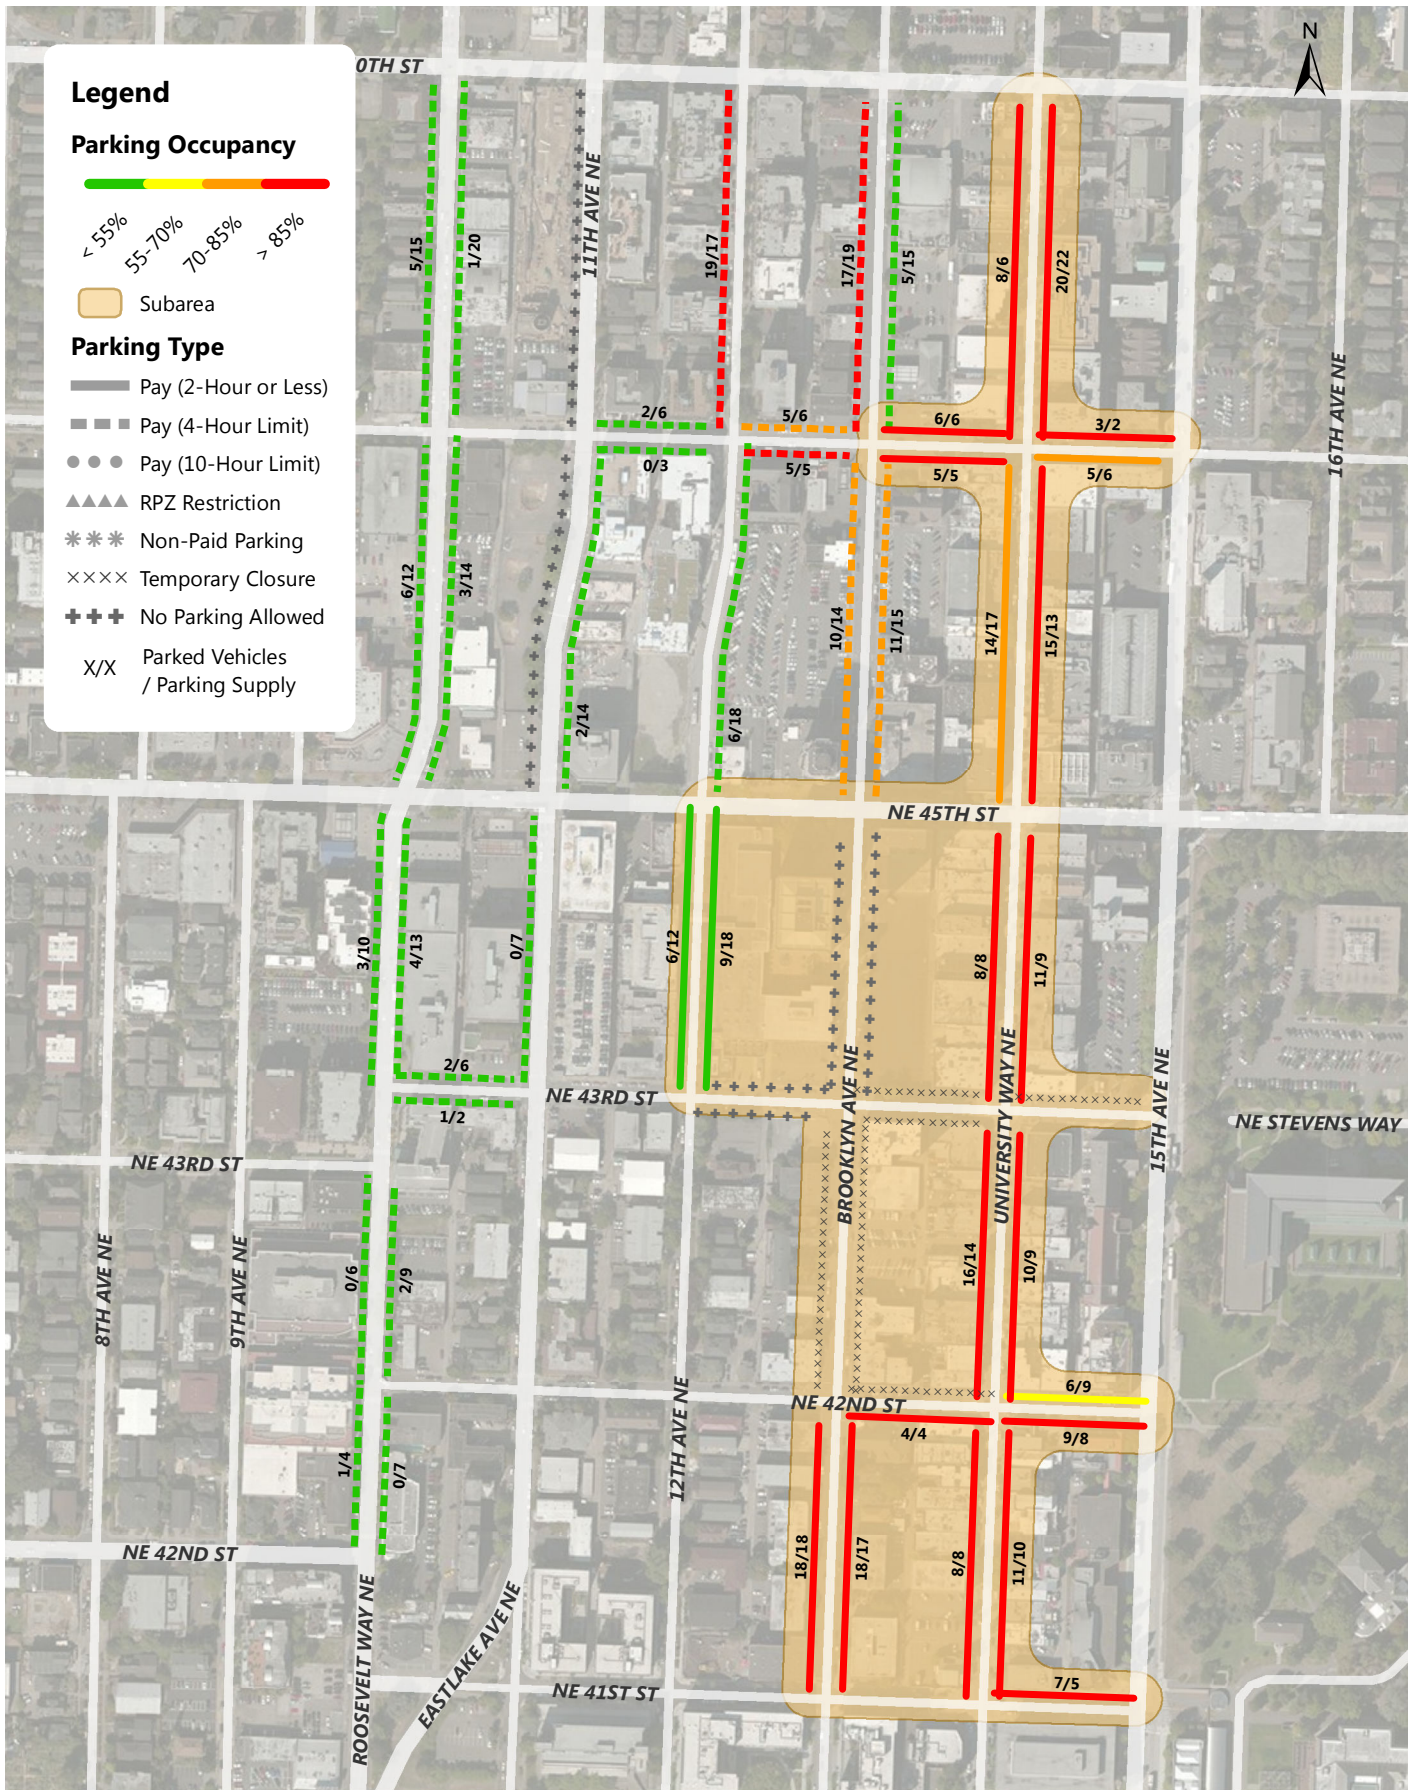 0TH ST
N
Legend
Parking Occupancy
< 55%
55-70%
70-85%
> 85%
Subarea
Parking Type
Pay (2-Hour or Less)
Pay (4-Hour Limit)
Pay (10-Hour Limit)
RPZ Restriction
Non-Paid Parking
Temporary Closure
No Parking Allowed
X/X
Parked Vehicles
/ Parking Supply
11TH AVE NE
5/15
1/20
19/17
17/19
5/15
8/6
20/22
16TH AVE NE
2/6
5/6
6/6
3/2
0/3
5/5
5/5
5/6
6/12
3/14
2/14
6/18
10/14
11/15
14/17
15/13
NE 45TH ST
3/10
4/13
0/7
6/12
9/18
8/8
11/9
2/6
1/2
NE 43RD ST
BROOKLYN AVE NE
UNIVERSITY WAY NE
15TH AVE NE
NE STEVENS WAY
NE 43RD ST
8TH AVE NE
9TH AVE NE
0/6
2/9
16/14
10/9
6/9
NE 42ND ST
4/4
9/8
12TH AVE NE
1/4
0/7
NE 42ND ST
18/18
18/17
8/8
11/10
ROOSEVELT WAY NE
EASTLAKE AVE NE
NE 41ST ST
7/5